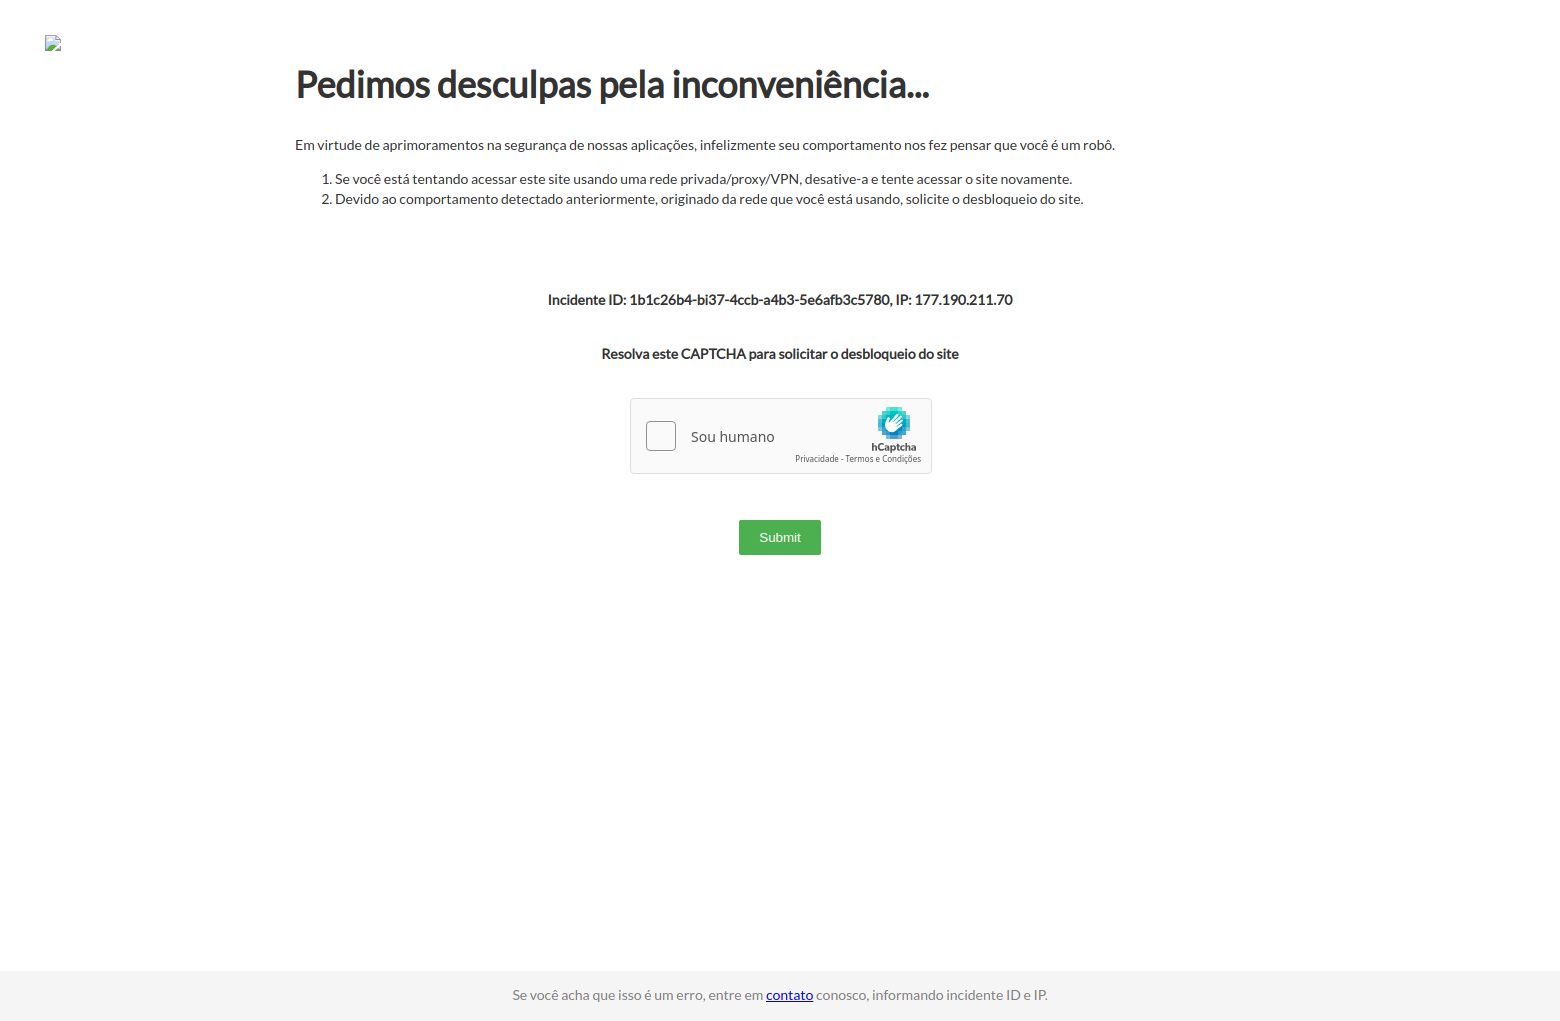 Pedimos desculpas pela inconveniência...
Em virtude de aprimoramentos na segurança de nossas aplicações, infelizmente seu comportamento nos fez pensar que você é um robô.
1. Se você está tentando acessar este site usando uma rede privada/proxy/VPN, desative-a e tente acessar o site novamente.
2. Devido ao comportamento detectado anteriormente, originado da rede que você está usando, solicite o desbloqueio do site.
Incidente ID: 1b1c26b4-bi37-4ccb-a4b3-5e6afb3c5780, IP: 177.190.211.70
Resolva este CAPTCHA para solicitar o desbloqueio do site
Sou humano
hCaptcha
Privacidade - Termos e Condições
Submit
Se você acha que isso é um erro, entre em contato conosco, informando incidente ID e IP.